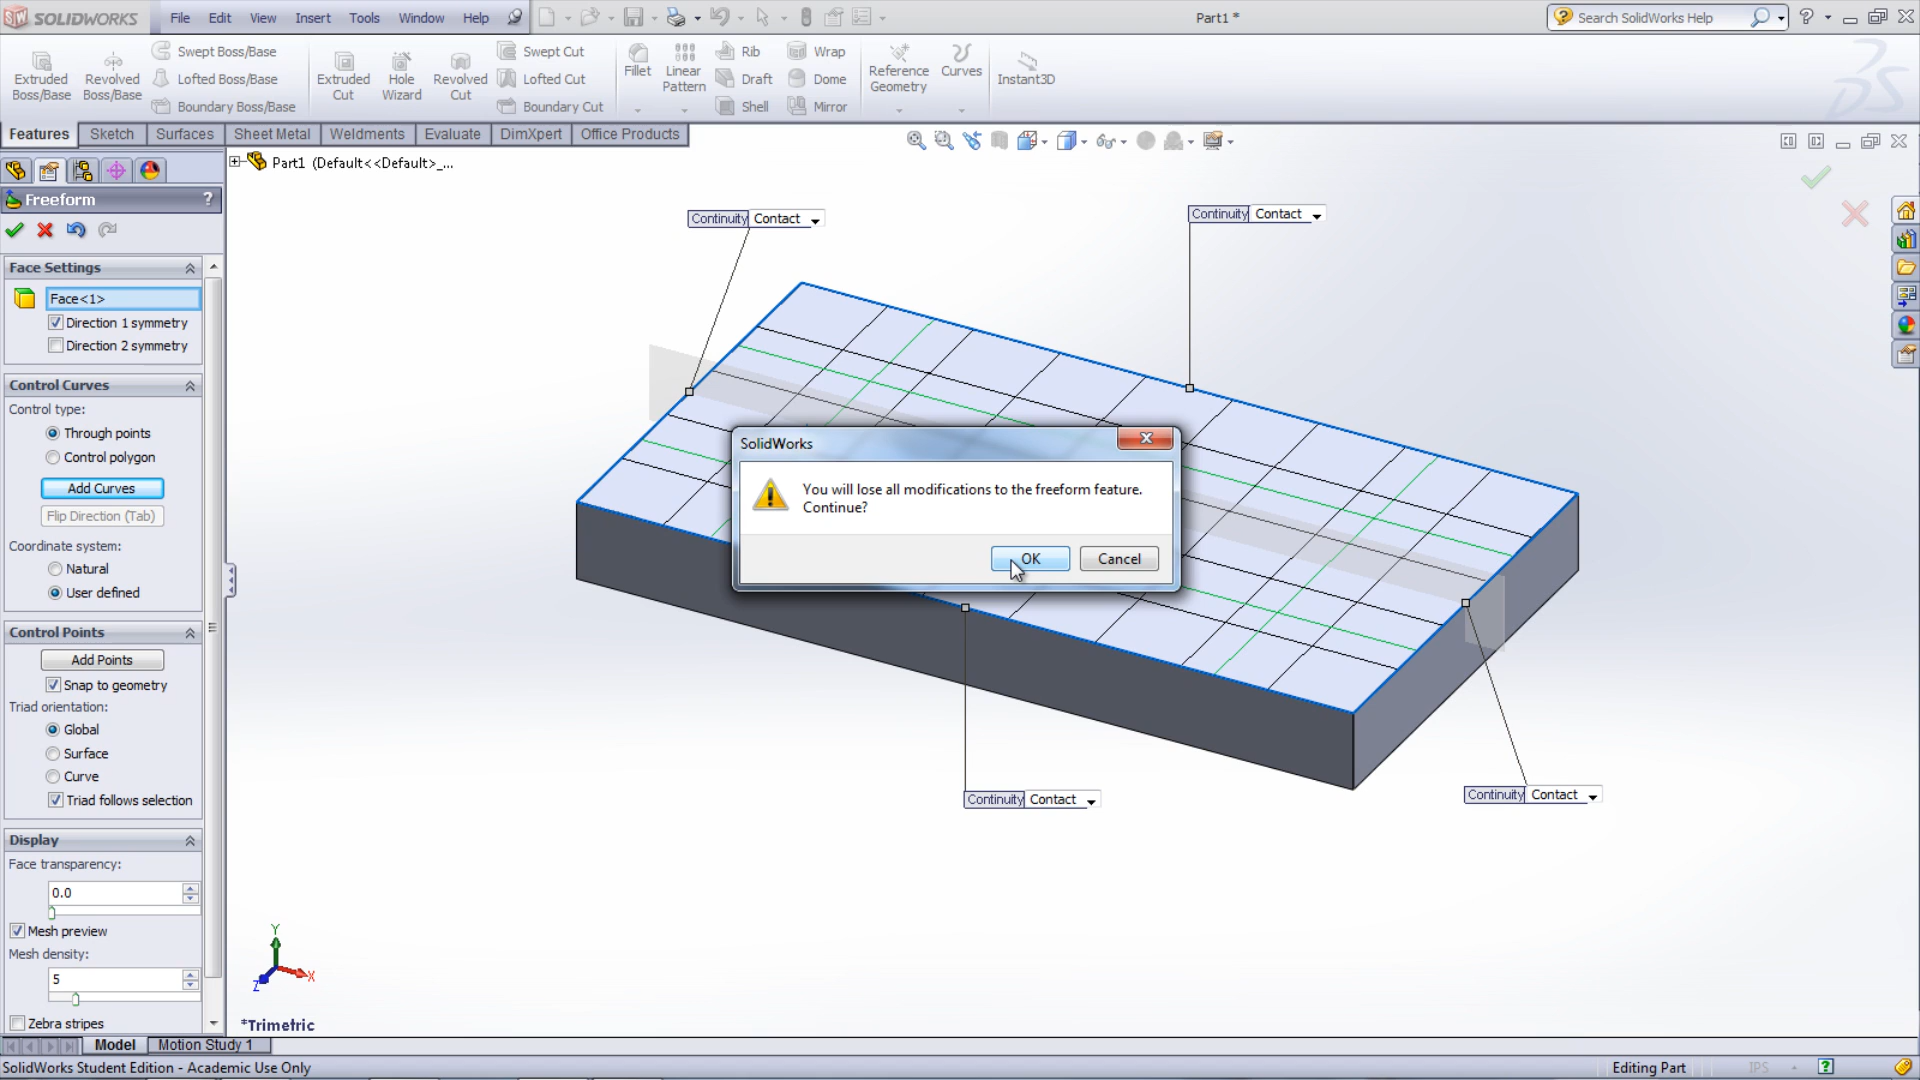 SOLIDWORKS
File Edit View Insert Tools Window Help
Part1 *
Search SolidWorks Help
Extruded Boss/Base
Revolved Boss/Base
Swept Boss/Base
Lofted Boss/Base
Boundary Boss/Base
Extruded Cut
Hole Wizard
Revolved Cut
Swept Cut
Lofted Cut
Boundary Cut
Fillet
Linear Pattern
Rib
Draft
Shell
Wrap
Dome
Mirror
Reference Geometry
Curves
Instant3D
Features Sketch Surfaces Sheet Metal Weldments Evaluate DimXpert Office Products
Part1 (Default<<Default>_...
Freeform ?
Face Settings
Face<1>
Direction 1 symmetry
Direction 2 symmetry
Control Curves
Control type:
Through points
Control polygon
Add Curves
Flip Direction (Tab)
Coordinate system:
Natural
User defined
Control Points
Add Points
Snap to geometry
Triad orientation:
Global
Surface
Curve
Triad follows selection
Display
Face transparency:
0.0
Mesh preview
Mesh density:
5
Zebra stripes
Continuity Contact
Continuity Contact
SolidWorks
You will lose all modifications to the freeform feature.
Continue?
OK Cancel
Continuity Contact
Continuity Contact
Y
X
Z
*Trimetric
Model Motion Study 1
SolidWorks Student Edition - Academic Use Only
Editing Part
IPS